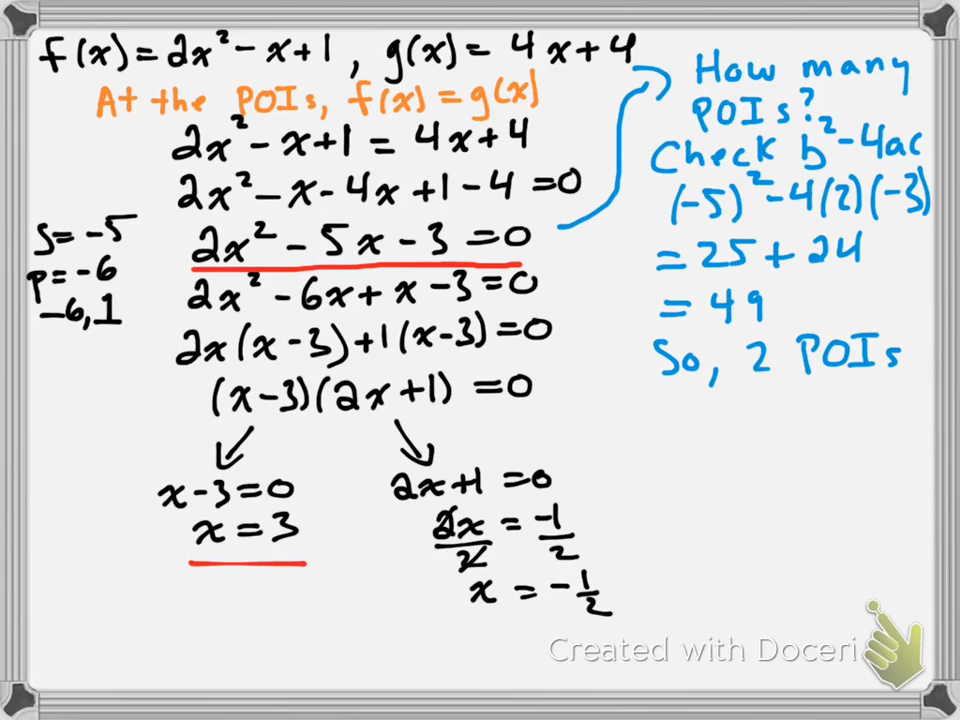 f(x) = 2x² - x + 1, g(x) = 4x + 4
At the POIs, f(x) = g(x)
2x² - x + 1 = 4x + 4
2x² - x - 4x + 1 - 4 = 0
2x² - 5x - 3 = 0
S = -5
P = -6
-6, 1
2x² - 6x + x - 3 = 0
2x(x - 3) + 1(x - 3) = 0
(x - 3)(2x + 1) = 0
x - 3 = 0
x = 3
2x + 1 = 0
2x/2 = -1/2
x = -1/2
How many
POIs?
Check b² - 4ac
(-5)² - 4(2)(-3)
= 25 + 24
= 49
So, 2 POIs
Created with Doceri